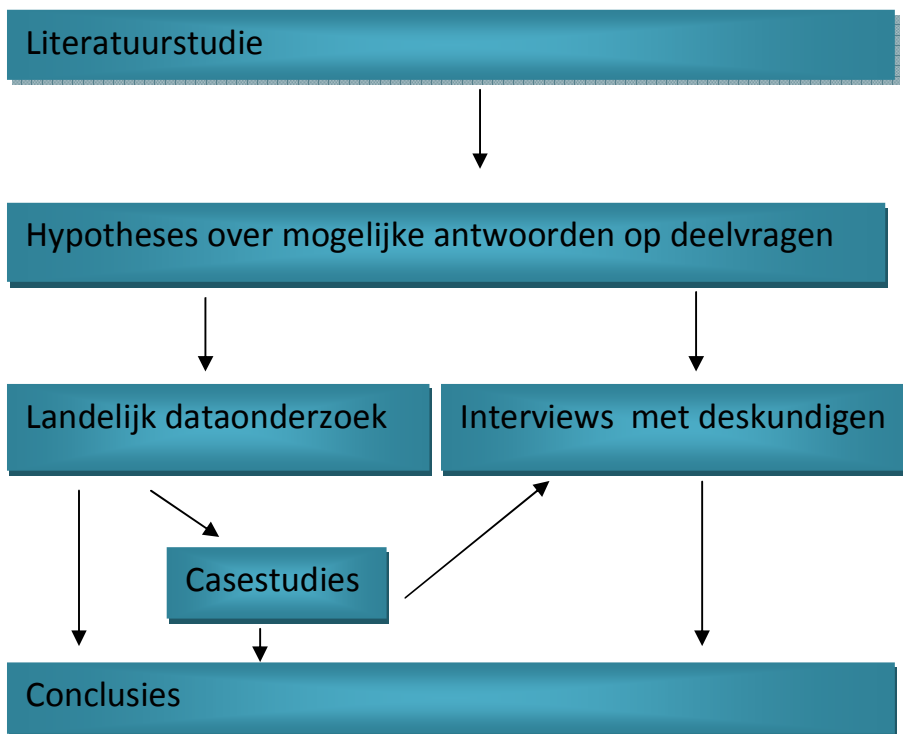 Literatuurstudie
Hypotheses over mogelijke antwoorden op deelvragen
Landelijk dataonderzoek
Interviews met deskundigen
Casestudies
Conclusies